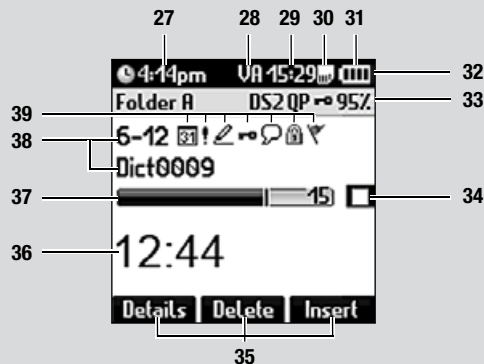 27 28 29 30 31
4:14pm VA 15:29 32
Folder A DS2 QP 95% 33
39
38 6-12 31 !
Dict0009
37 15 34
36 12:44
Details Delete Insert
35